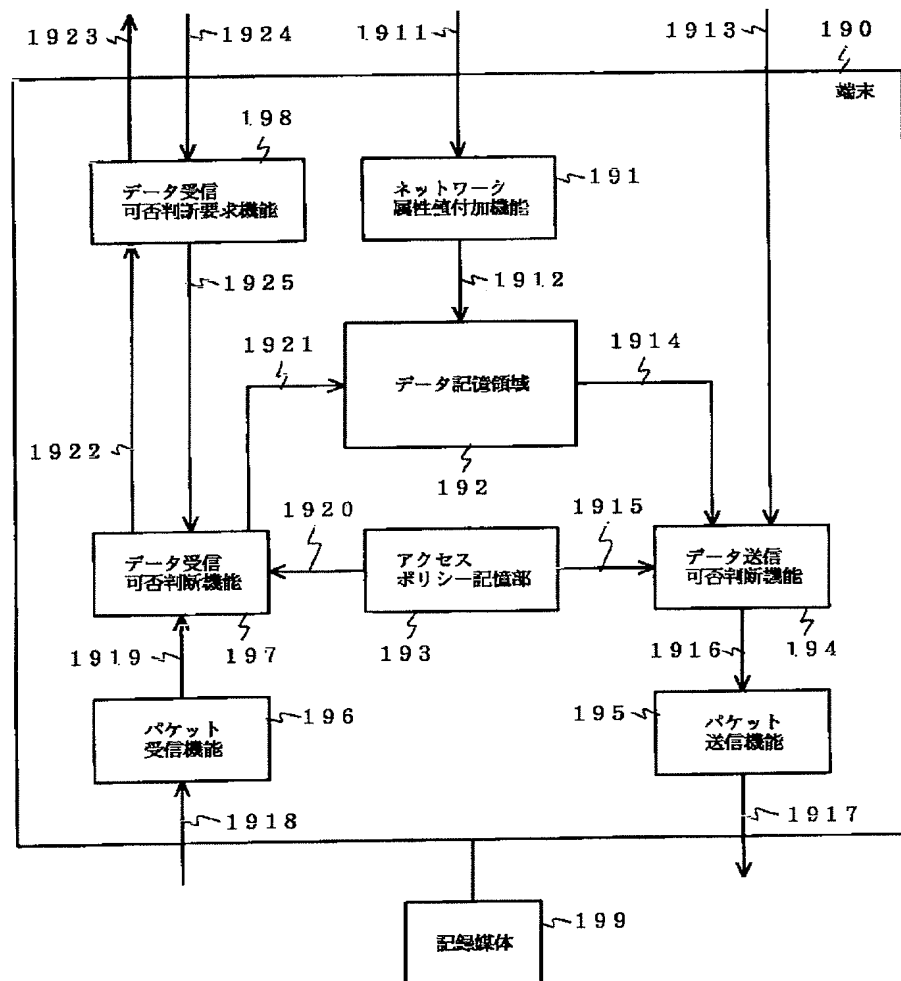 1923
1924
1911
1913
190
端末
198
データ受信
可否判断要求機能
ネットワーク
属性値付加機能
191
1925
1912
1921
1914
データ記憶領域
1922
192
1920
1915
データ受信
可否判断機能
アクセス
ポリシー記憶部
データ送信
可否判断機能
1919
197
193
1916
194
パケット
受信機能
196
195
パケット
送信機能
1918
1917
記録媒体
199